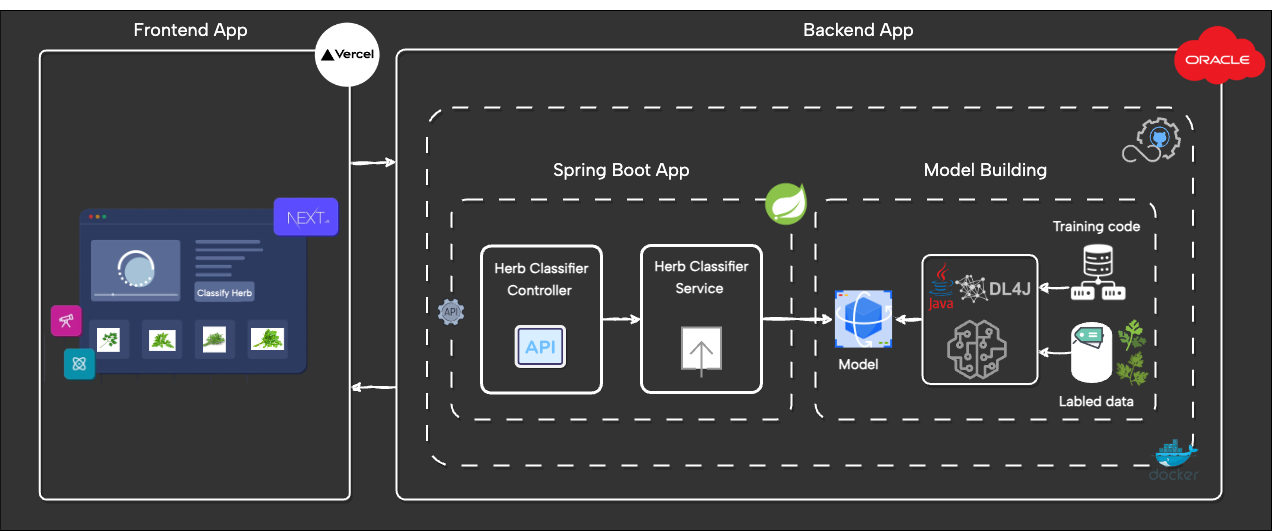 Frontend App
Backend App
Vercel
ORACLE
Spring Boot App
Model Building
NEXT.JS
Training code
Herb Classifier
Controller
Herb Classifier
Service
Java
DL4J
Classify Herb
API
API
Model
Labled data
docker